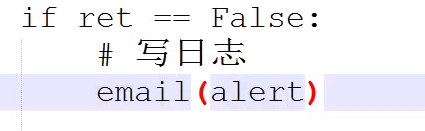 if ret == False:
# 写日志
email(alert)